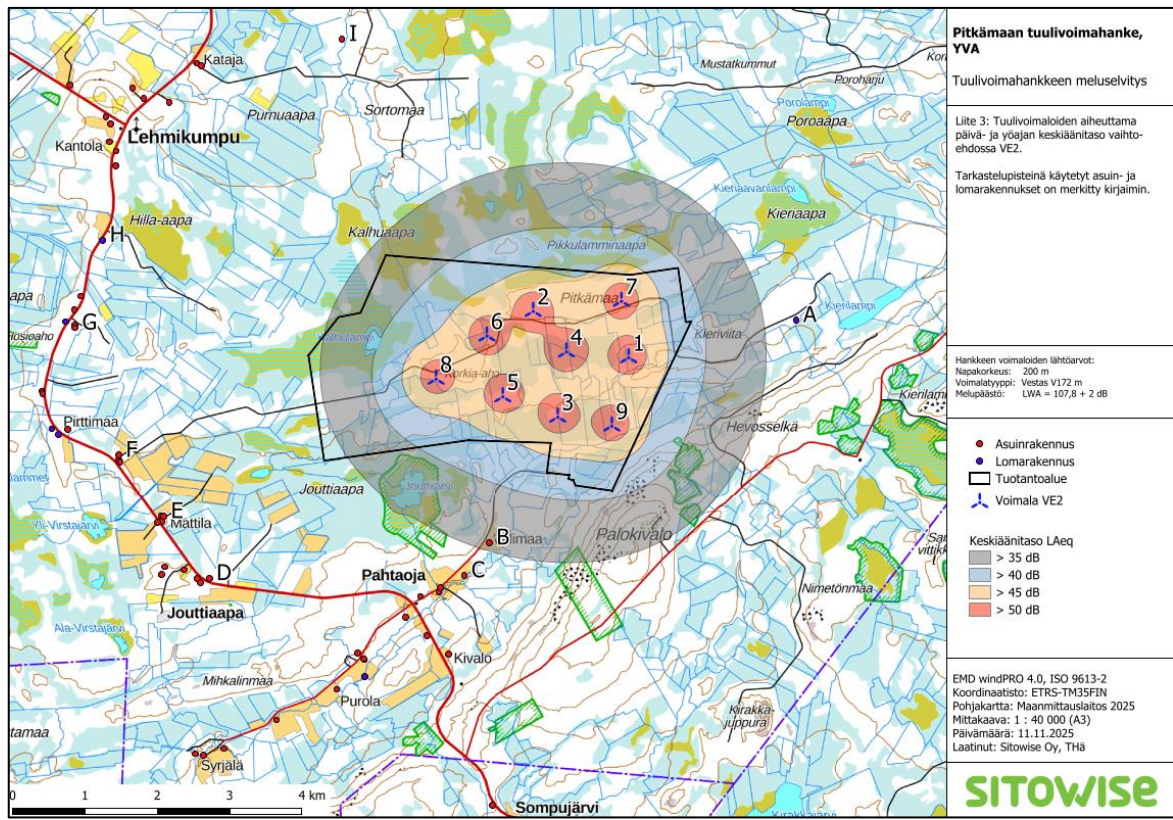 Pitkämaan tuulivoimahanke,
YVA
Tuulivoimahankkeen meluselvitys
Liite 3: Tuulivoimaloiden aiheuttama
päivä- ja yöajan keskiäänitaso vaihto-
ehdossa VE2.
Tarkastelupisteinä käytetyt asuin- ja
lomarakennukset on merkitty kirjaimin.
Hankkeen voimaloiden lähtöarvot:
Napakorkeus: 200 m
Voimalatyyppi: Vestas V172 m
Melupäästö: LWA = 107,8 + 2 dB
Asuinrakennus
Lomarakennus
Tuotantoalue
Voimala VE2
Keskiäänitaso LAeq
> 35 dB
> 40 dB
> 45 dB
> 50 dB
EMD windPRO 4.0, ISO 9613-2
Koordinaatisto: ETRS-TM35FIN
Pohjakartta: Maanmittauslaitos 2025
Mittakaava: 1 : 40 000 (A3)
Päivämäärä: 11.11.2025
Laatinut: Sitowise Oy, THä
SITOWISE
I
Kataja
Mustatkummut
Poroharju
Sortomaa
Purnuaapa
Porolampi
Poroaapa
Lehmikumpu
Kantola
Kieriaavanlampi
Hilla-aapa
Kalhuaapa
Kieriaapa
H
Pikkulamminaapa
7
2
Pitkämaa
A
Kierilampi
G
6
4
1
Kieriviita
8
Korkia-aho
5
3
9
Pirttimaa
Hevosselkä
F
Jouttiaapa
Jouttijärvi
Yli-Virstajärvi
E
Mattila
B
Palokivalo
C
D
Pahtaoja
Nimetönmaa
Jouttiaapa
Ala-Virstajärvi
Kivalo
Mihkalinmaa
Purola
Kirakka-
juppura
Syrjälä
0 1 2 3 4 km
Sompujärvi
Kirakkajärvi